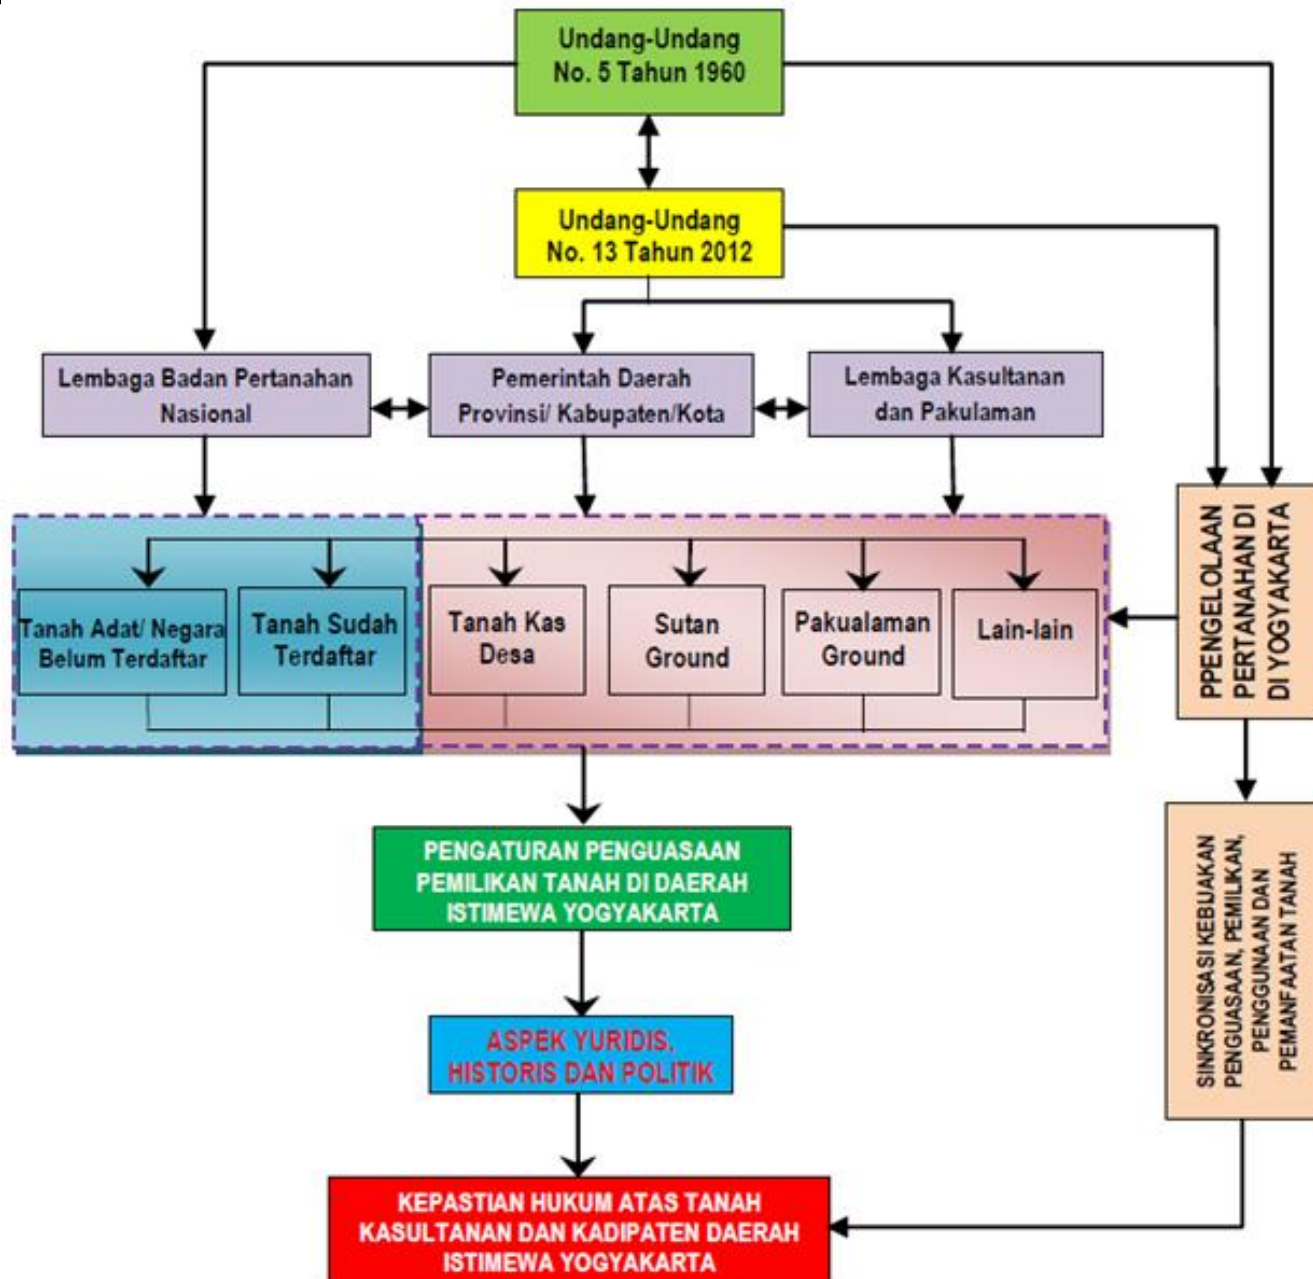 Undang-Undang
No. 5 Tahun 1960
Undang-Undang
No. 13 Tahun 2012
Lembaga Badan Pertanahan
Nasional
Pemerintah Daerah
Provinsi/ Kabupaten/Kota
Lembaga Kasultanan
dan Pakulaman
Tanah Adat/ Negara
Belum Terdaftar
Tanah Sudah
Terdaftar
Tanah Kas
Desa
Sutan
Ground
Pakualaman
Ground
Lain-lain
PPENGELOLAAN
PERTANAHAN DI
DI YOGYAKARTA
PENGATURAN PENGUASAAN
PEMILIKAN TANAH DI DAERAH
ISTIMEWA YOGYAKARTA
SINKRONISASI KEBIJAKAN
PENGUASAAN, PEMILIKAN,
PENGGUNAAN DAN
PEMANFAATAN TANAH
ASPEK YURIDIS,
HISTORIS DAN POLITIK
KEPASTIAN HUKUM ATAS TANAH
KASULTANAN DAN KADIPATEN DAERAH
ISTIMEWA YOGYAKARTA